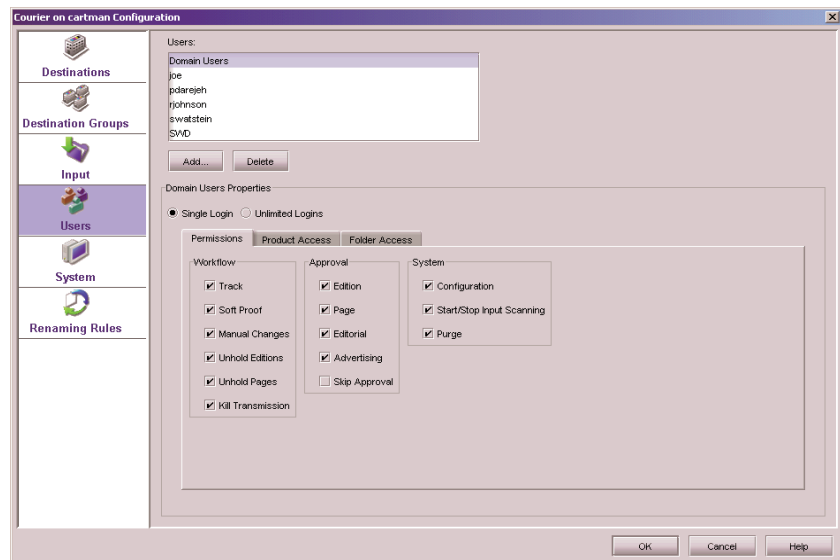 Courier on cartman Configuration
Destinations
Destination Groups
Input
Users
System
Renaming Rules
Users:
Domain Users
joe
pdarejeh
rjohnson
swatstein
SWD
Add... Delete
Domain Users Properties
Single Login Unlimited Logins
Permissions Product Access Folder Access
Workflow
Track
Soft Proof
Manual Changes
Unhold Editions
Unhold Pages
Kill Transmission
Approval
Edition
Page
Editorial
Advertising
Skip Approval
System
Configuration
Start/Stop Input Scanning
Purge
OK Cancel Help